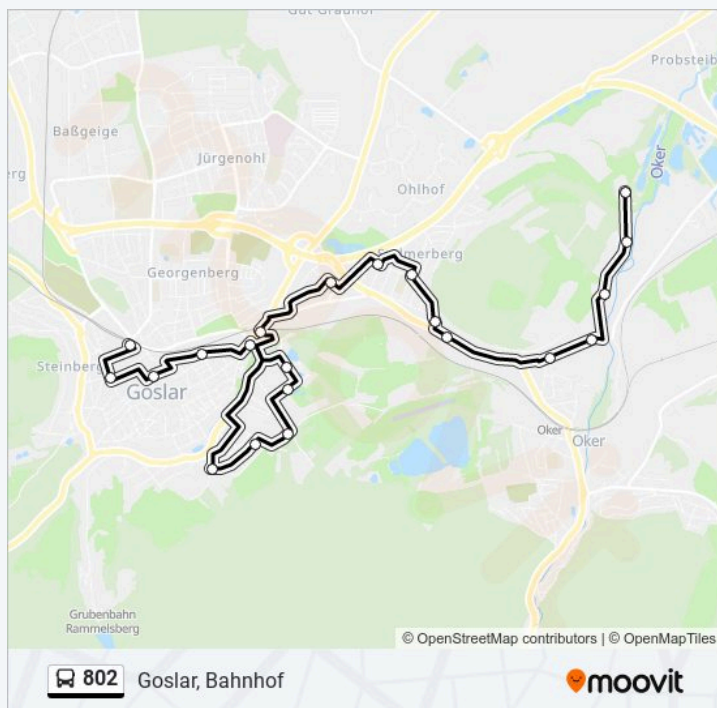 Gut Grauhof
Probsteib
Baßgeige
Jürgenohl
Oker
erg
Ohlhof
Georgenberg
Steinberg
Goslar
Oker
Oker
Grubenbahn
Rammelsberg
© OpenStreetMap contributors | © OpenMapTiles
802 Goslar, Bahnhof
moovit